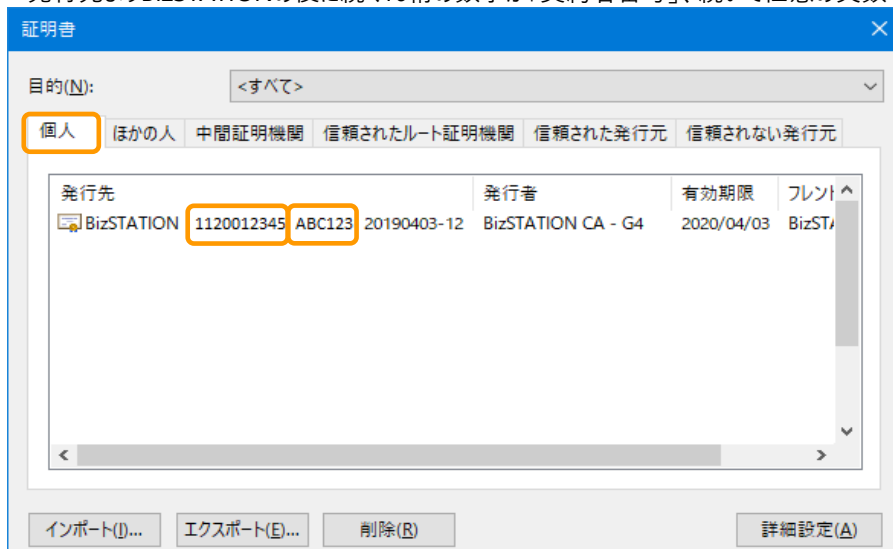 証明書
目的(N):
<すべて>
個人 ほかの人 中間証明機関 信頼されたルート証明機関 信頼された発行元 信頼されない発行元
発行先 発行者 有効期限 フレンド
BizSTATION 1120012345 ABC123 20190403-12 BizSTATION CA - G4 2020/04/03 BizST
インポート(I)... エクスポート(E)... 削除(R) 詳細設定(A)